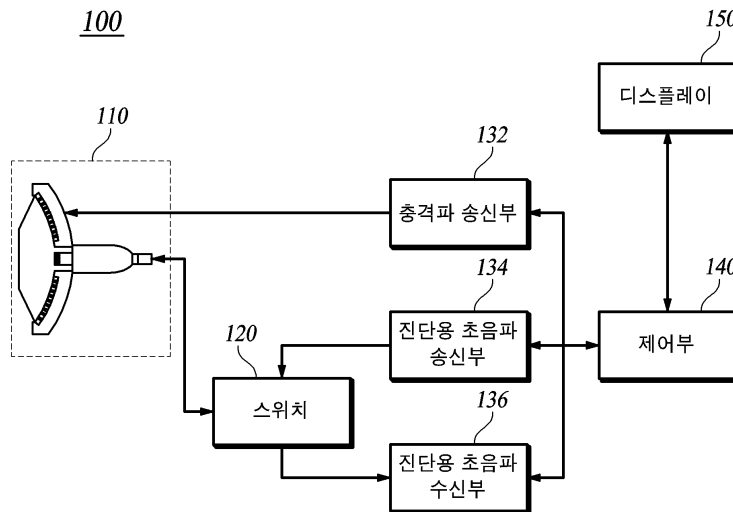 100
150
디스플레이
110
132
충격파 송신부
134
진단용 초음파
송신부
140
제어부
120
스위치
136
진단용 초음파
수신부